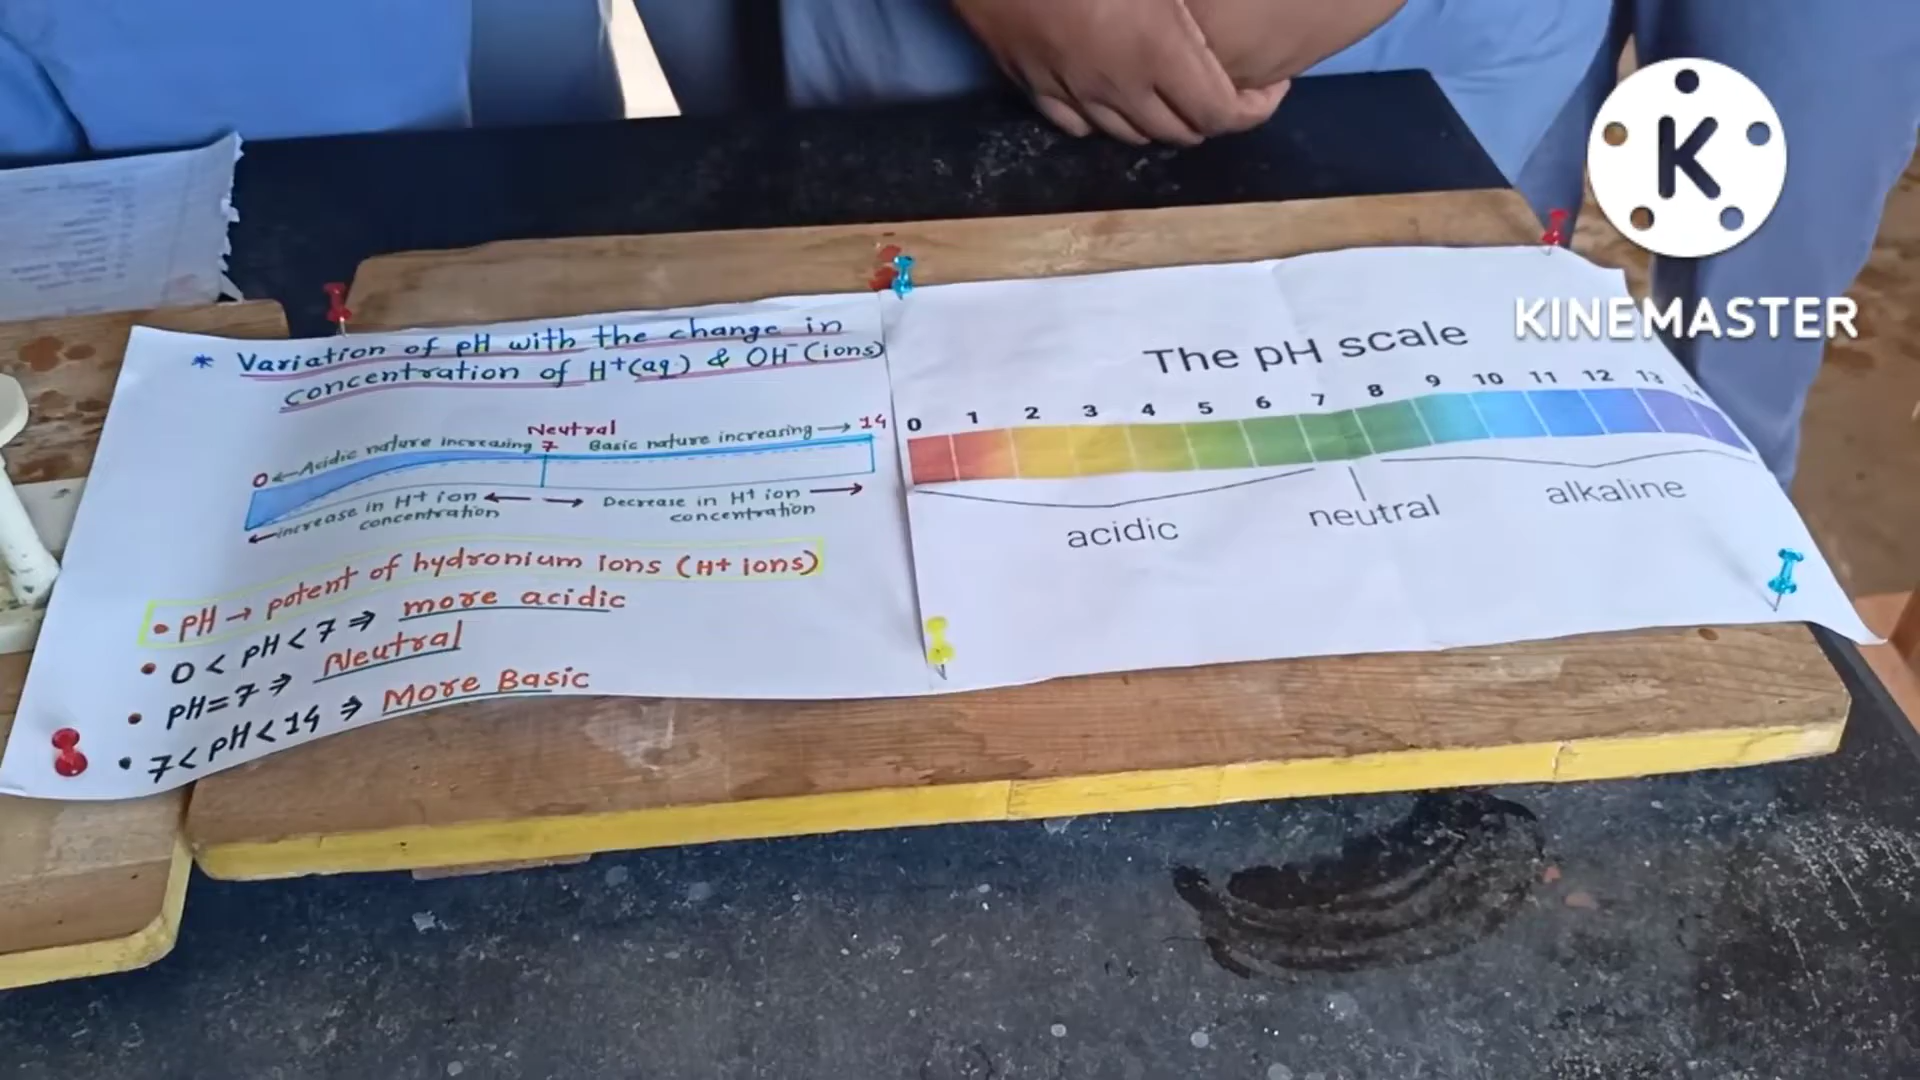 * Variation of pH with the change in
concentration of H⁺(aq) & OH⁻(ions)
Neutral
0 ← Acidic nature increasing 7 Basic nature increasing → 14
← increase in H⁺ ion ← → Decrease in H⁺ ion →
concentration concentration
• pH → potent of hydronium ions (H+ ions)
• 0 < pH < 7 ⇒ more acidic
• pH = 7 ⇒ Neutral
• 7 < pH < 14 ⇒ More Basic
The pH scale
0 1 2 3 4 5 6 7 8 9 10 11 12 13 14
acidic neutral alkaline
K
KINEMASTER